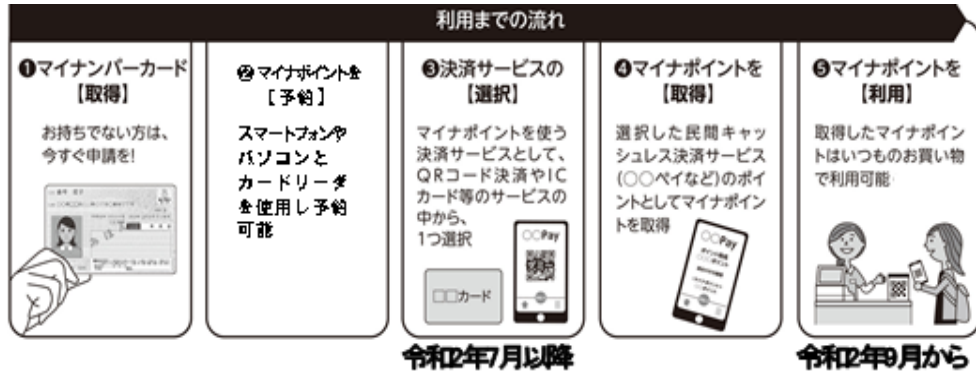 利用までの流れ
❶マイナンバーカード
【取得】
お持ちでない方は、
今すぐ申請を!
❷マイナポイントを
【予約】
スマートフォンや
パソコンと
カードリーダ
を使用し予約
可能
❸決済サービスの
【選択】
マイナポイントを使う
決済サービスとして、
QRコード決済やIC
カード等のサービスの
中から、
1つ選択
○○Pay
□□カード
令和2年7月以降
❹マイナポイントを
【取得】
選択した民間キャッ
シュレス決済サービス
(○○ペイなど)のポイ
ントとしてマイナポイン
トを取得
○○Pay
❺マイナポイントを
【利用】
取得したマイナポイン
トはいつものお買い物
で利用可能
令和2年9月から